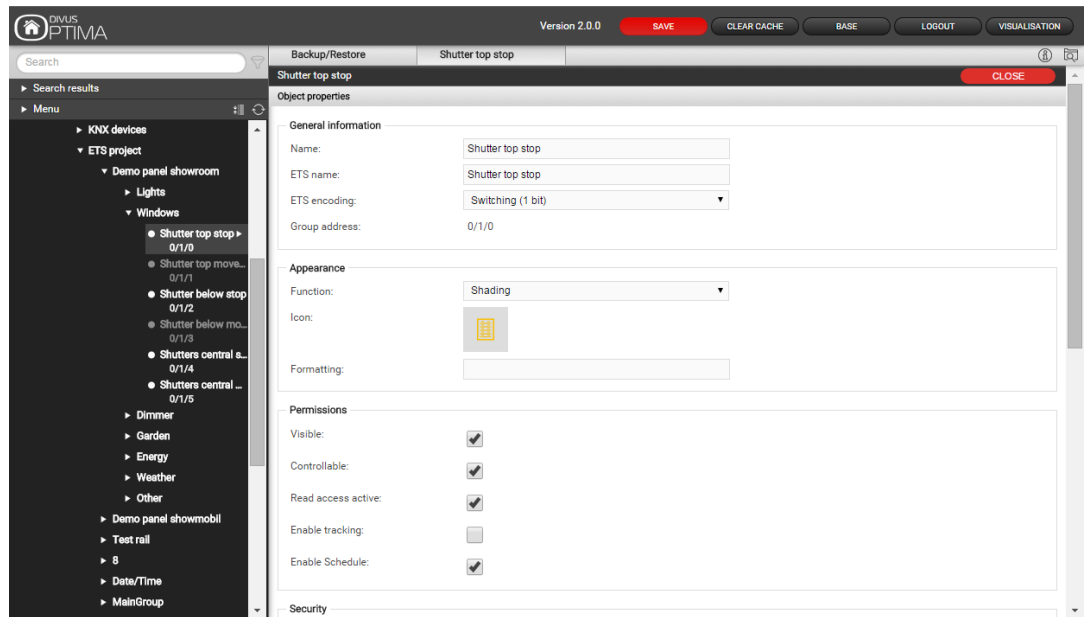 DIVUS
OPTIMA
Version 2.0.0
SAVE
CLEAR CACHE
BASE
LOGOUT
VISUALISATION
Search
Search results
Menu
KNX devices
ETS project
Demo panel showroom
Lights
Windows
Shutter top stop
0/1/0
Shutter top move...
0/1/1
Shutter below stop
0/1/2
Shutter below mo...
0/1/3
Shutters central s...
0/1/4
Shutters central ...
0/1/5
Dimmer
Garden
Energy
Weather
Other
Demo panel showmobil
Test rail
8
Date/Time
MainGroup
Backup/Restore
Shutter top stop
Shutter top stop
CLOSE
Object properties
General information
Name: Shutter top stop
ETS name: Shutter top stop
ETS encoding: Switching (1 bit)
Group address: 0/1/0
Appearance
Function: Shading
Icon:
Formatting:
Permissions
Visible:
Controllable:
Read access active:
Enable tracking:
Enable Schedule:
Security